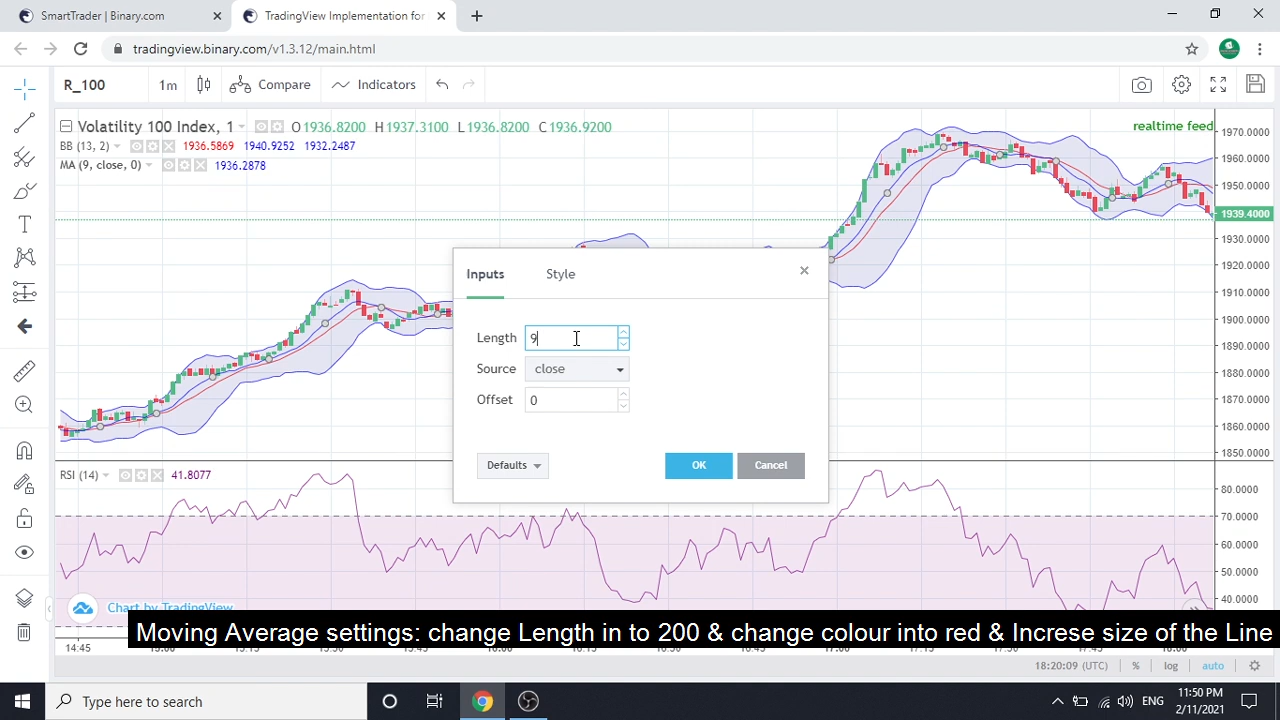 SmartTrader | Binary.com
TradingView Implementation for
tradingview.binary.com/v1.3.12/main.html
R_100 1m Compare Indicators
Volatility 100 Index, 1 O1936.8200 H1937.3100 L1936.8200 C1936.9200
realtime feed
BB (13, 2) 1936.5869 1940.9252 1932.2487
MA (9, close, 0) 1936.2878
1970.0000
1960.0000
1950.0000
1939.4000
1930.0000
1920.0000
1910.0000
1900.0000
1890.0000
1880.0000
1870.0000
1860.0000
1850.0000
Inputs Style
Length 9
Source close
Offset 0
Defaults OK Cancel
RSI (14) 41.8077
80.0000
70.0000
60.0000
50.0000
40.0000
Chart by TradingView
Moving Average settings: change Length in to 200 & change colour into red & Increse size of the Line
14:45
18:20:09 (UTC) % log auto
Type here to search
ENG
11:50 PM
2/11/2021